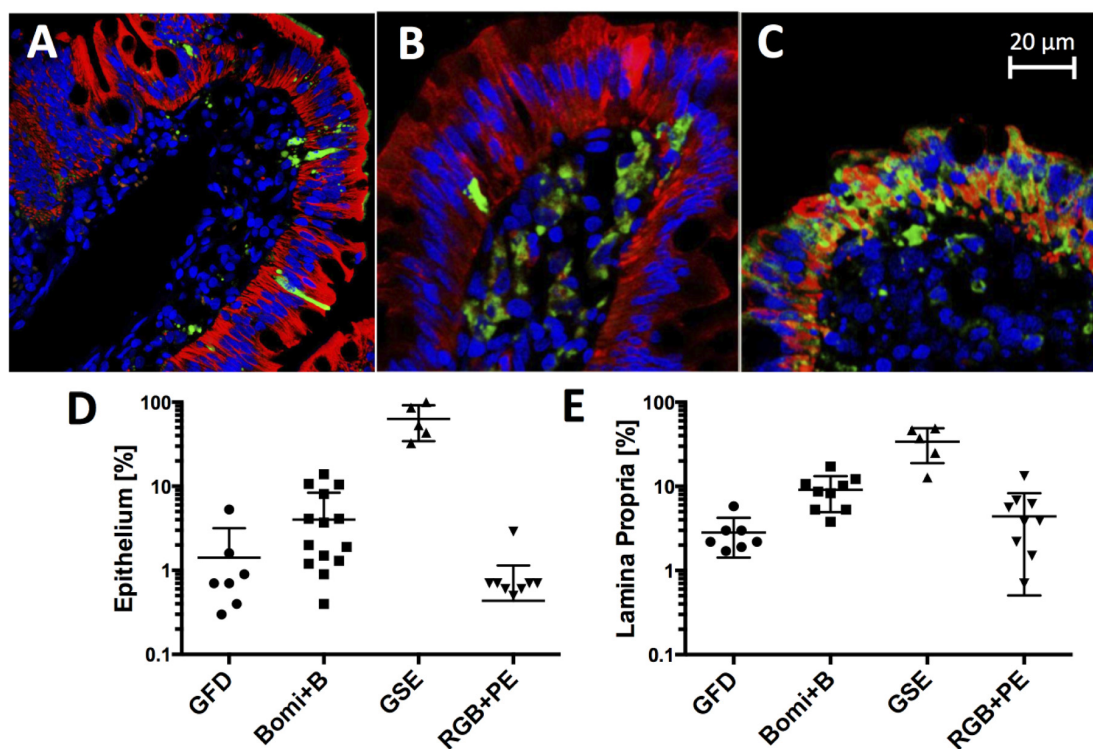 A
B
C
20 µm
D
Epithelium [%]
100
10
1
0.1
GFD
Bomi+B
GSE
RGB+PE
E
Lamina Propria [%]
100
10
1
0.1
GFD
Bomi+B
GSE
RGB+PE